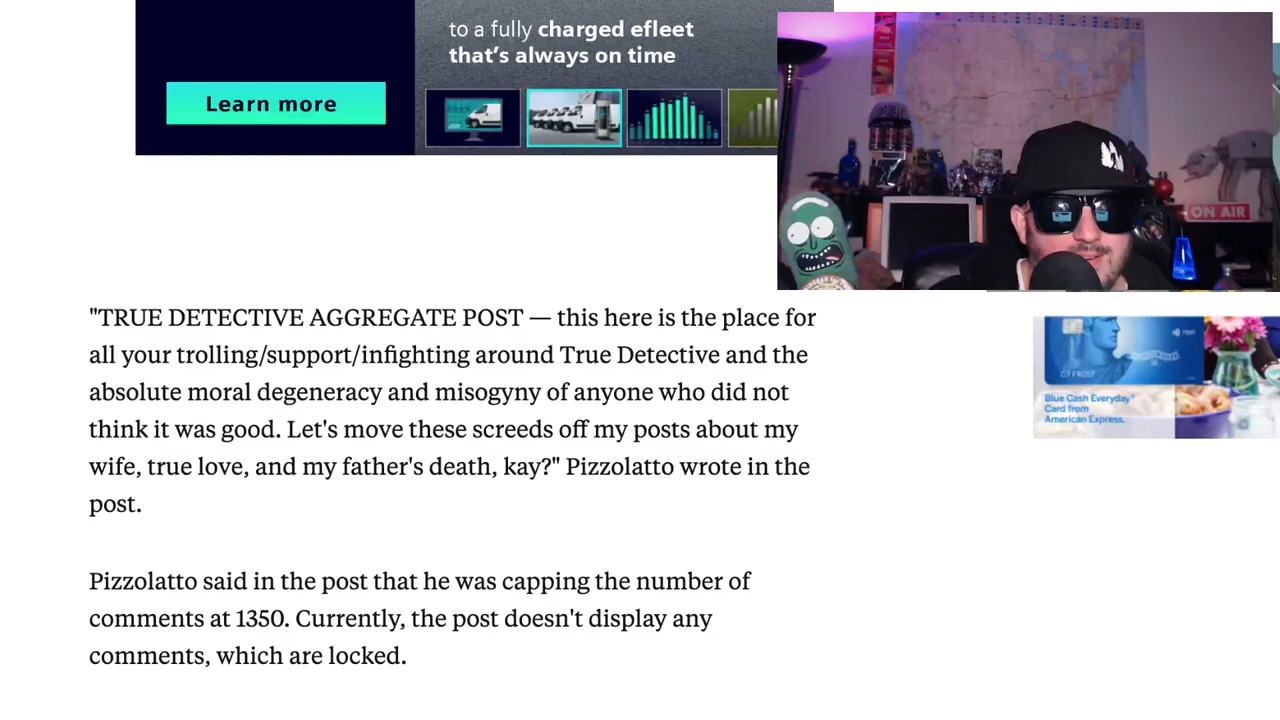 to a fully charged efleet
that's always on time
Learn more
ON AIR
"TRUE DETECTIVE AGGREGATE POST — this here is the place for
all your trolling/support/infighting around True Detective and the
absolute moral degeneracy and misogyny of anyone who did not
think it was good. Let's move these screeds off my posts about my
wife, true love, and my father's death, kay?" Pizzolatto wrote in the
post.
Pizzolatto said in the post that he was capping the number of
comments at 1350. Currently, the post doesn't display any
comments, which are locked.
C F FROST
Blue Cash Everyday®
Card from
American Express.